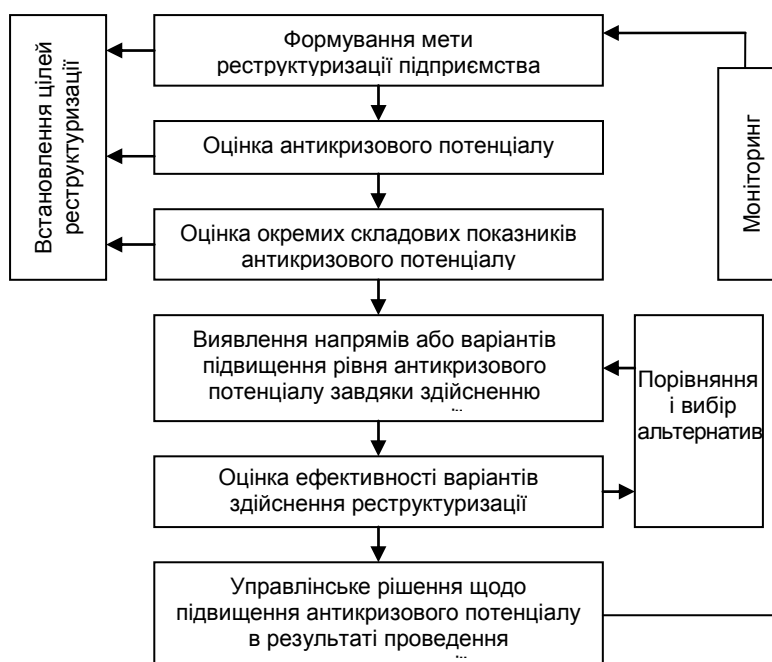 Формування мети
реструктуризації підприємства
Встановлення цілей
реструктуризації
Оцінка антикризового потенціалу
Моніторинг
Оцінка окремих складових показників
антикризового потенціалу
Виявлення напрямів або варіантів
підвищення рівня антикризового
потенціалу завдяки здійсненню
Порівняння
і вибір
альтернатив
Оцінка ефективності варіантів
здійснення реструктуризації
Управлінське рішення щодо
підвищення антикризового потенціалу
в результаті проведення